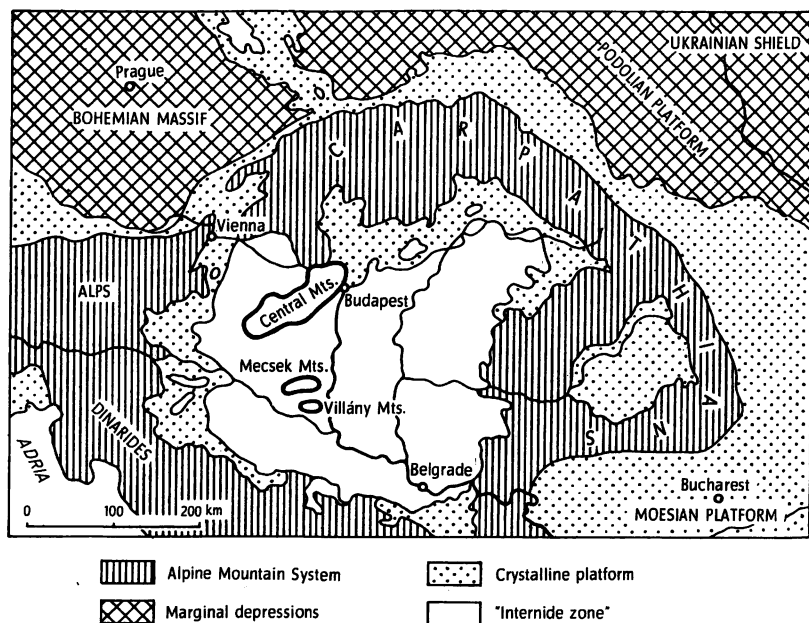 UKRAINIAN SHIELD
PODOLIAN PLATFORM
Prague
BOHEMIAN MASSIF
CARPATHIANS
Vienna
ALPS
Central Mts.
Budapest
Mecsek Mts.
Villány Mts.
DINARIDES
ADRIA
Belgrade
Bucharest
MOESIAN PLATFORM
0 100 200 km
Alpine Mountain System
Crystalline platform
Marginal depressions
"Internide zone"